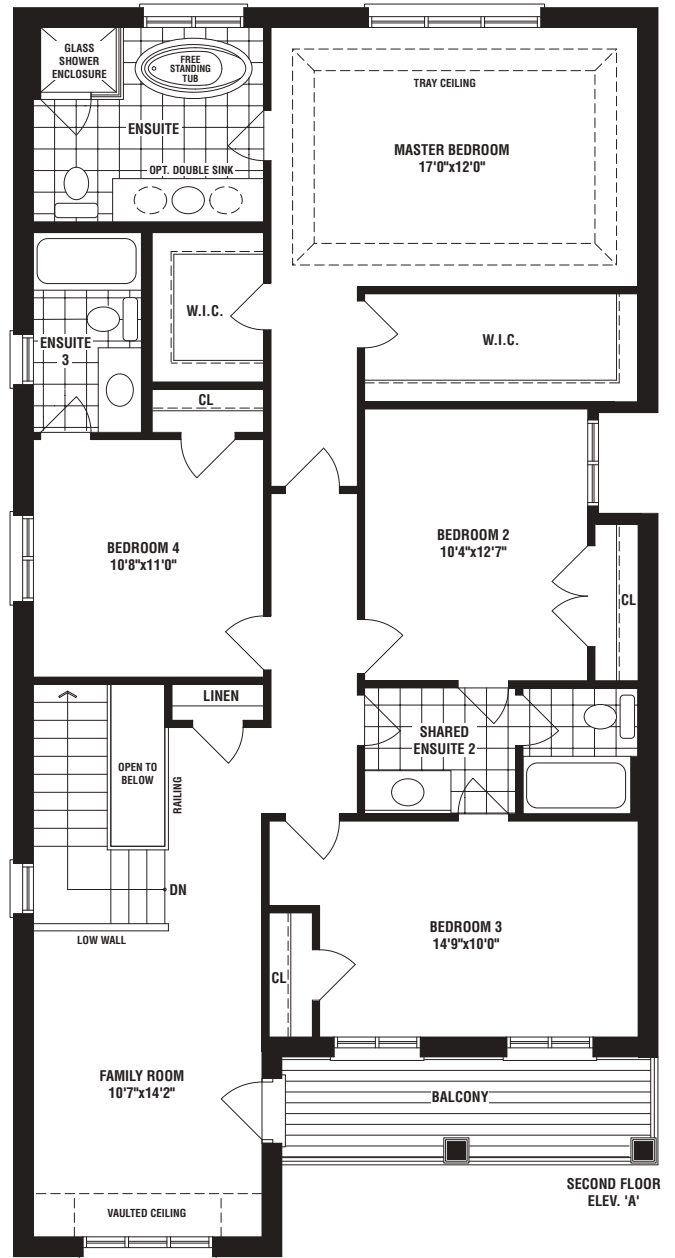 GLASS
SHOWER
ENCLOSURE
FREE
STANDING
TUB
TRAY CEILING
ENSUITE
MASTER BEDROOM
17'0"x12'0"
OPT. DOUBLE SINK
W.I.C.
W.I.C.
ENSUITE
3
CL
BEDROOM 4
10'8"x11'0"
BEDROOM 2
10'4"x12'7"
CL
LINEN
SHARED
ENSUITE 2
OPEN TO
BELOW
RAILING
DN
LOW WALL
BEDROOM 3
14'9"x10'0"
CL
FAMILY ROOM
10'7"x14'2"
BALCONY
VAULTED CEILING
SECOND FLOOR
ELEV. 'A'